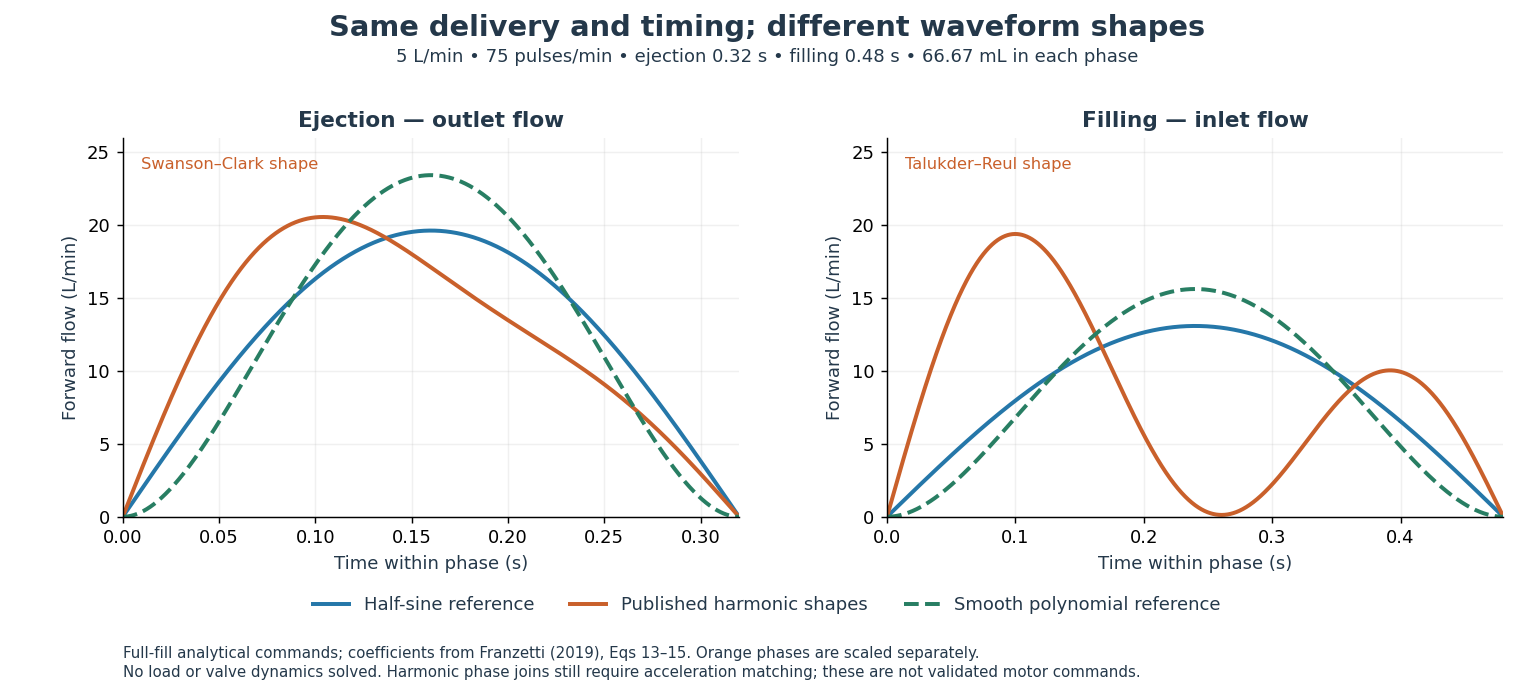 Same delivery and timing; different waveform shapes
5 L/min • 75 pulses/min • ejection 0.32 s • filling 0.48 s • 66.67 mL in each phase
Ejection — outlet flow
Swanson–Clark shape
Forward flow (L/min)
25
20
15
10
5
0
0.00 0.05 0.10 0.15 0.20 0.25 0.30
Time within phase (s)
Filling — inlet flow
Talukder–Reul shape
Forward flow (L/min)
25
20
15
10
5
0
0.0 0.1 0.2 0.3 0.4
Time within phase (s)
Half-sine reference Published harmonic shapes Smooth polynomial reference
Full-fill analytical commands; coefficients from Franzetti (2019), Eqs 13–15. Orange phases are scaled separately.
No load or valve dynamics solved. Harmonic phase joins still require acceleration matching; these are not validated motor commands.